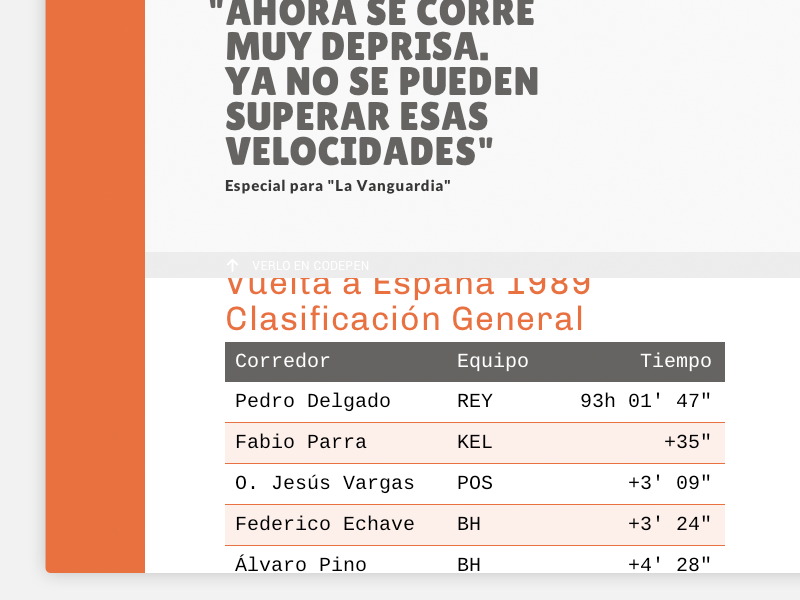 "AHORA SE CORRE
MUY DEPRISA.
YA NO SE PUEDEN
SUPERAR ESAS
VELOCIDADES"
Especial para "La Vanguardia"
VERLO EN CODEPEN
Vuelta a España 1989
Clasificación General
Corredor Equipo Tiempo
Pedro Delgado REY 93h 01' 47"
Fabio Parra KEL +35"
O. Jesús Vargas POS +3' 09"
Federico Echave BH +3' 24"
Álvaro Pino BH +4' 28"